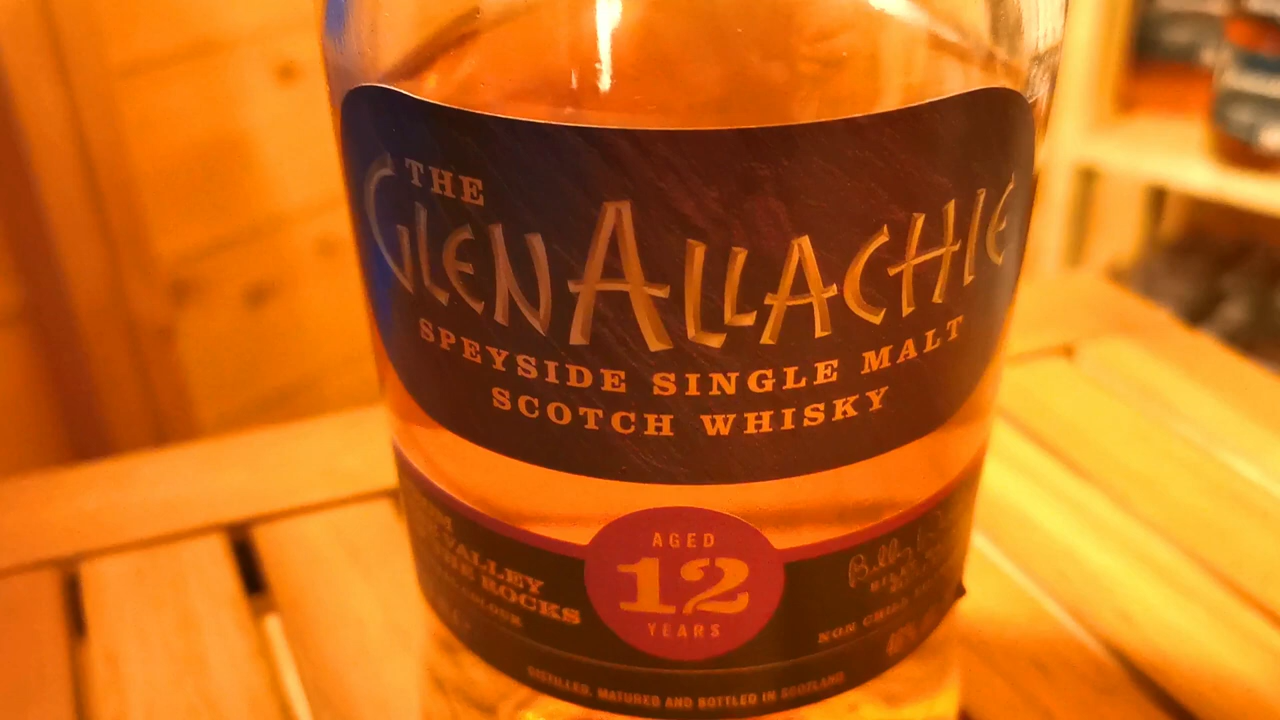 THE
GLENALLACHIE
SPEYSIDE SINGLE MALT
SCOTCH WHISKY
VALLEY
ROCKS
AGED
12
YEARS
Billy
NON CHILL
DISTILLED, MATURED AND BOTTLED IN SCOTLAND